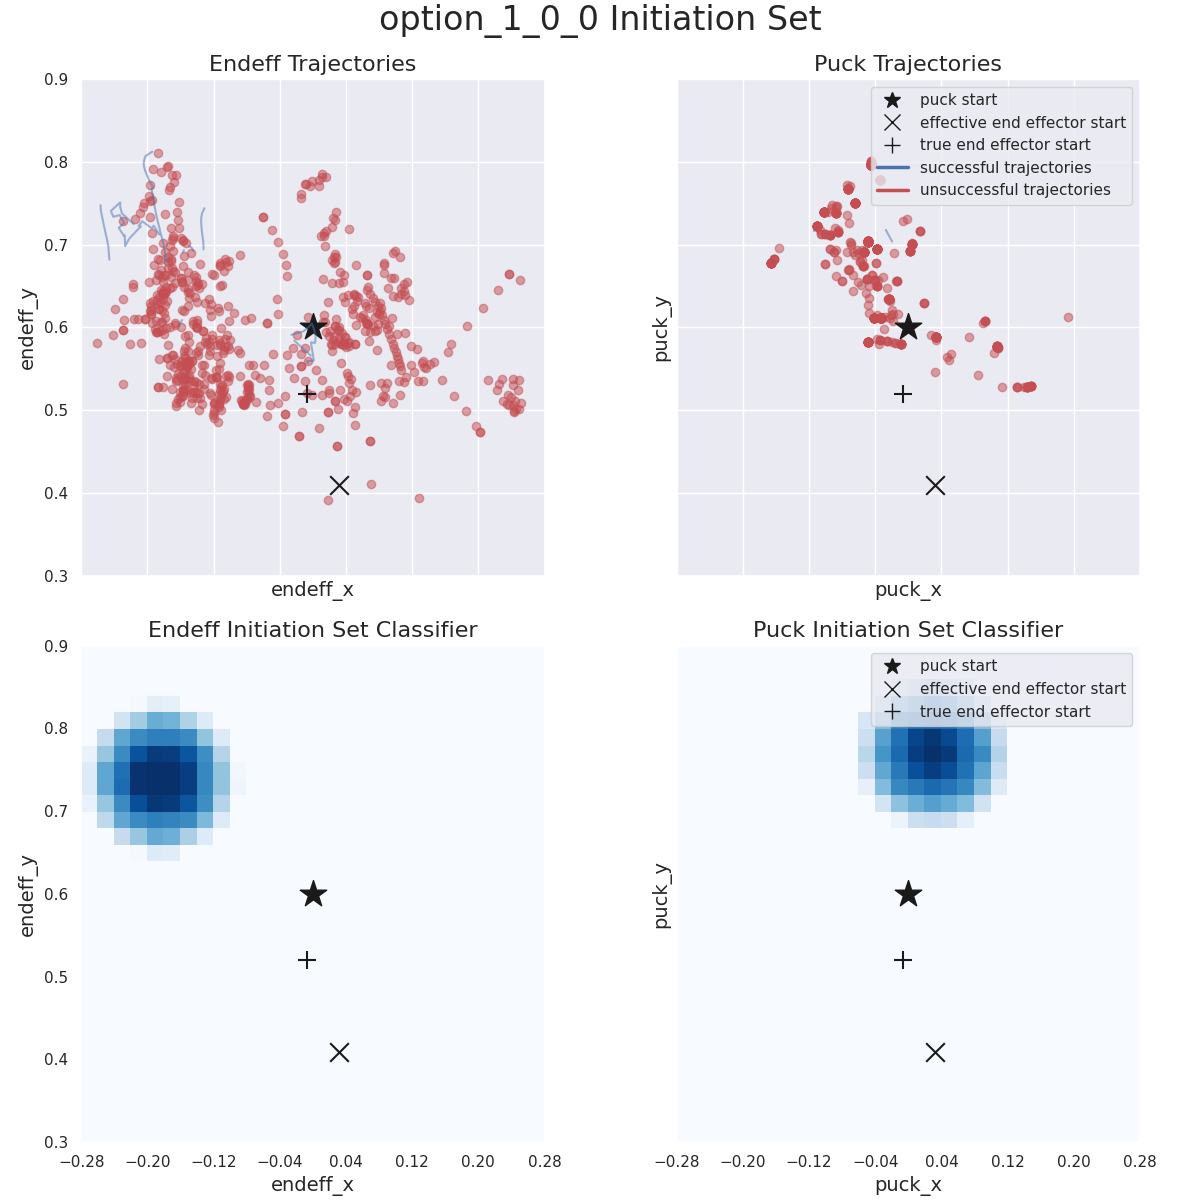 option_1_0_0 Initiation Set
Endeff Trajectories
Puck Trajectories
0.9
0.8
0.7
0.6
0.5
0.4
0.3
endeff_y
endeff_x
puck_y
puck_x
puck start
effective end effector start
true end effector start
successful trajectories
unsuccessful trajectories
Endeff Initiation Set Classifier
Puck Initiation Set Classifier
0.9
0.8
0.7
0.6
0.5
0.4
0.3
endeff_y
−0.28 −0.20 −0.12 −0.04 0.04 0.12 0.20 0.28
endeff_x
puck_y
puck start
effective end effector start
true end effector start
−0.28 −0.20 −0.12 −0.04 0.04 0.12 0.20 0.28
puck_x